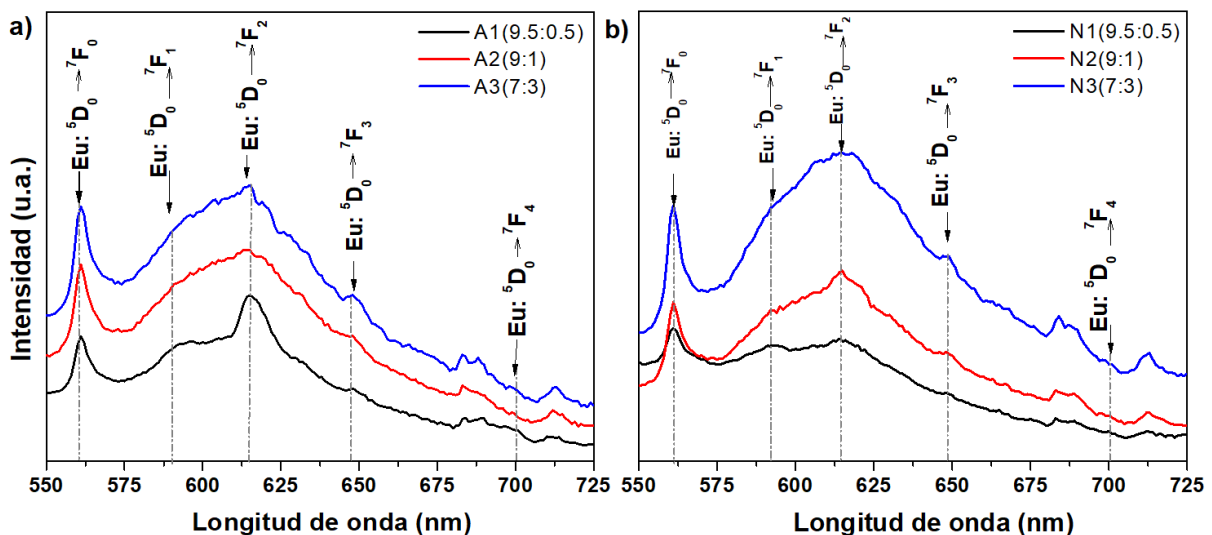 a)
Intensidad (u.a.)
A1(9.5:0.5)
A2(9:1)
A3(7:3)
Eu: ⁵D₀ → ⁷F₀
Eu: ⁵D₀ → ⁷F₁
Eu: ⁵D₀ → ⁷F₂
Eu: ⁵D₀ → ⁷F₃
Eu: ⁵D₀ → ⁷F₄
550 575 600 625 650 675 700 725
Longitud de onda (nm)
b)
N1(9.5:0.5)
N2(9:1)
N3(7:3)
Eu: ⁵D₀ → ⁷F₀
Eu: ⁵D₀ → ⁷F₁
Eu: ⁵D₀ → ⁷F₂
Eu: ⁵D₀ → ⁷F₃
Eu: ⁵D₀ → ⁷F₄
550 575 600 625 650 675 700 725
Longitud de onda (nm)